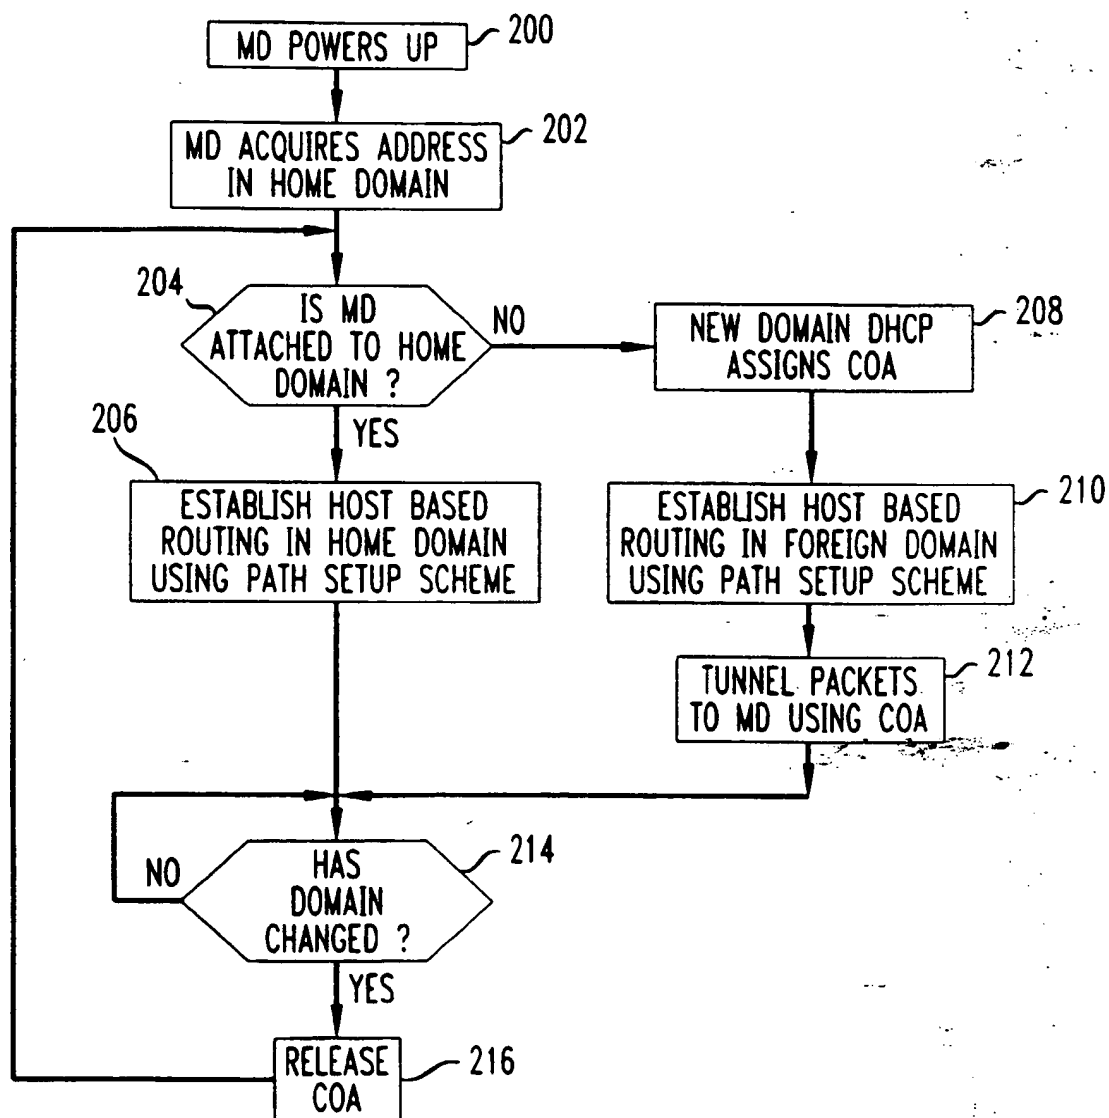 MD POWERS UP
200
MD ACQUIRES ADDRESS
IN HOME DOMAIN
202
204
IS MD
ATTACHED TO HOME
DOMAIN ?
NO
NEW DOMAIN DHCP
ASSIGNS COA
208
YES
206
ESTABLISH HOST BASED
ROUTING IN HOME DOMAIN
USING PATH SETUP SCHEME
ESTABLISH HOST BASED
ROUTING IN FOREIGN DOMAIN
USING PATH SETUP SCHEME
210
TUNNEL PACKETS
TO MD USING COA
212
NO
HAS
DOMAIN
CHANGED ?
214
YES
RELEASE
COA
216